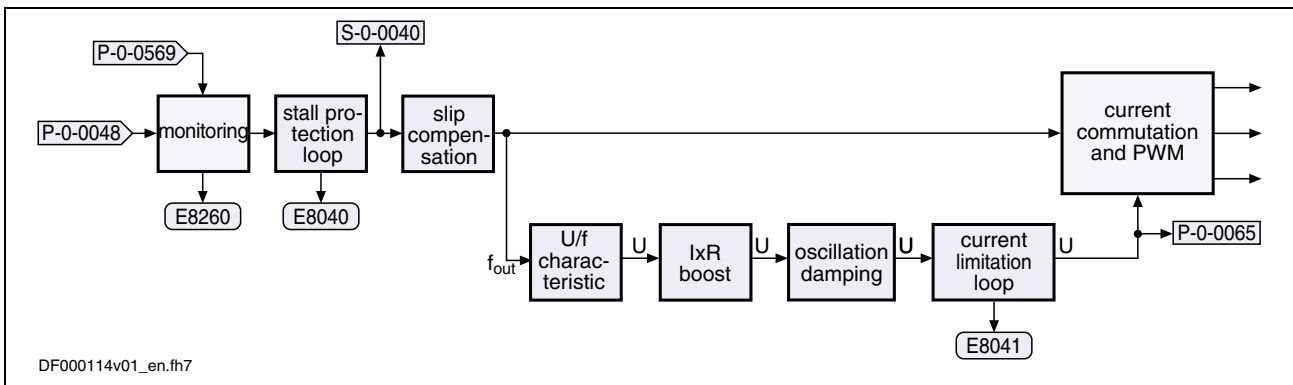 S-0-0040
P-0-0569
P-0-0048
monitoring
stall pro-
tection
loop
slip
compen-
sation
current
commutation
and PWM
E8260
E8040
f_out
U/f
charac-
teristic
U
IxR
boost
U
oscillation
damping
U
current
limitation
loop
U
P-0-0065
E8041
DF000114v01_en.fh7